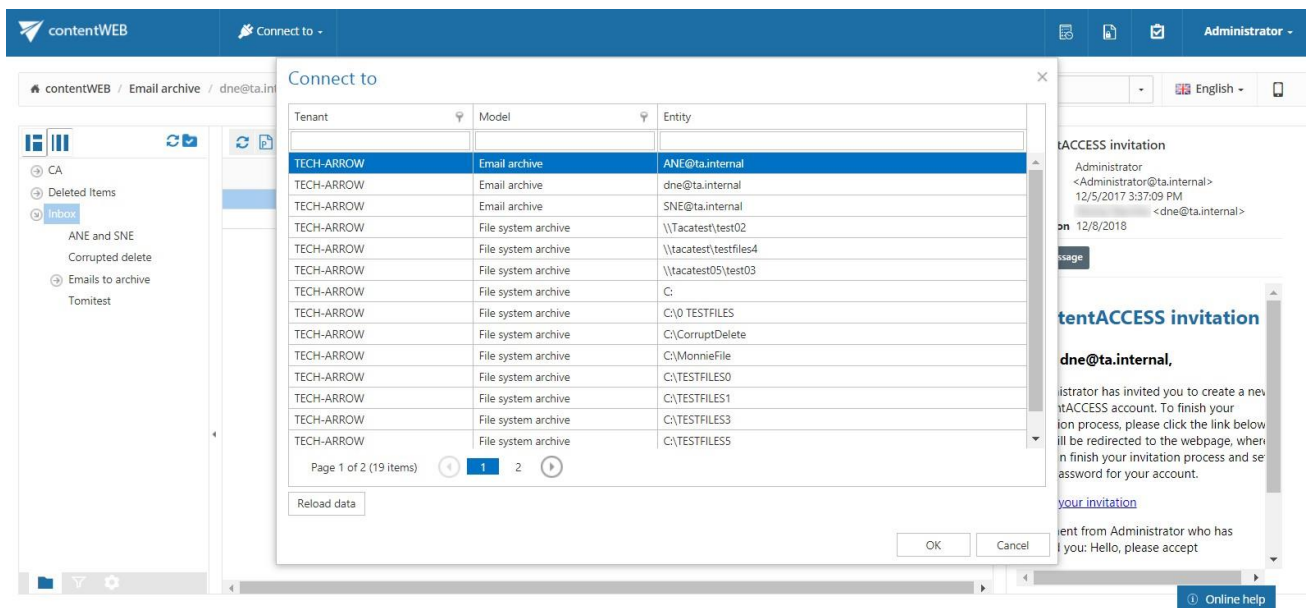 contentWEB
Connect to
Administrator
contentWEB / Email archive / dne@ta.in
English
Connect to
Tenant Model Entity
TECH-ARROW Email archive ANE@ta.internal
TECH-ARROW Email archive dne@ta.internal
TECH-ARROW Email archive SNE@ta.internal
TECH-ARROW File system archive \\Tacatest\test02
TECH-ARROW File system archive \\tacatest\testfiles4
TECH-ARROW File system archive \\tacatest05\test03
TECH-ARROW File system archive C:
TECH-ARROW File system archive C:\0 TESTFILES
TECH-ARROW File system archive C:\CorruptDelete
TECH-ARROW File system archive C:\MonnieFile
TECH-ARROW File system archive C:\TESTFILES0
TECH-ARROW File system archive C:\TESTFILES1
TECH-ARROW File system archive C:\TESTFILES3
TECH-ARROW File system archive C:\TESTFILES5
Page 1 of 2 (19 items) 1 2
Reload data
OK Cancel
CA
Deleted Items
Inbox
ANE and SNE
Corrupted delete
Emails to archive
Tomitest
tACCESS invitation
Administrator
<Administrator@ta.internal>
12/5/2017 3:37:09 PM
<dne@ta.internal>
on 12/8/2018
ssage
tentACCESS invitation
dne@ta.internal,
istrator has invited you to create a new
tACCESS account. To finish your
ion process, please click the link below
ill be redirected to the webpage, where
n finish your invitation process and se
assword for your account.
your invitation
ent from Administrator who has
you: Hello, please accept
Online help